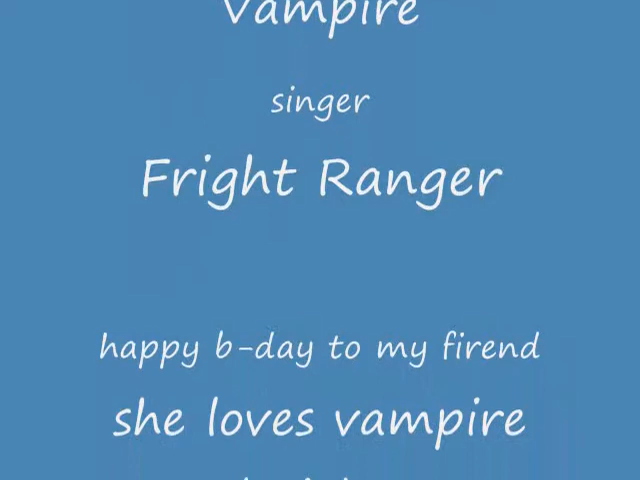 Vampire
singer
Fright Ranger
happy b-day to my firend
she loves vampire